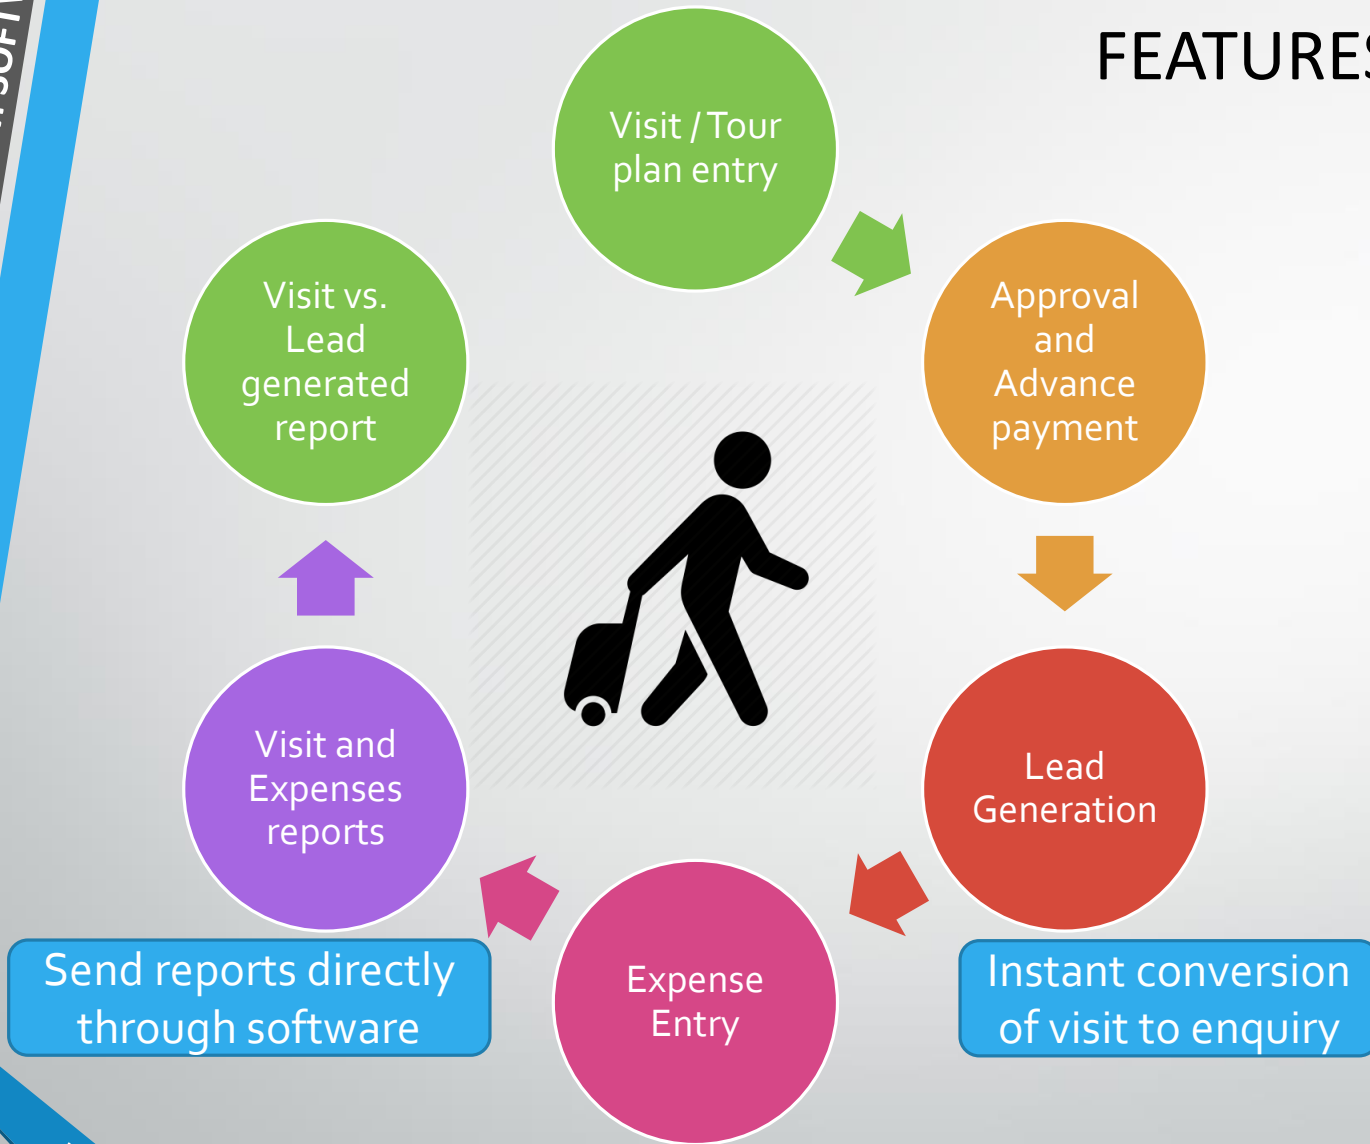 FEATURES
Visit / Tour
plan entry
Approval
and
Advance
payment
Lead
Generation
Instant conversion
of visit to enquiry
Expense
Entry
Visit and
Expenses
reports
Send reports directly
through software
Visit vs.
Lead
generated
report